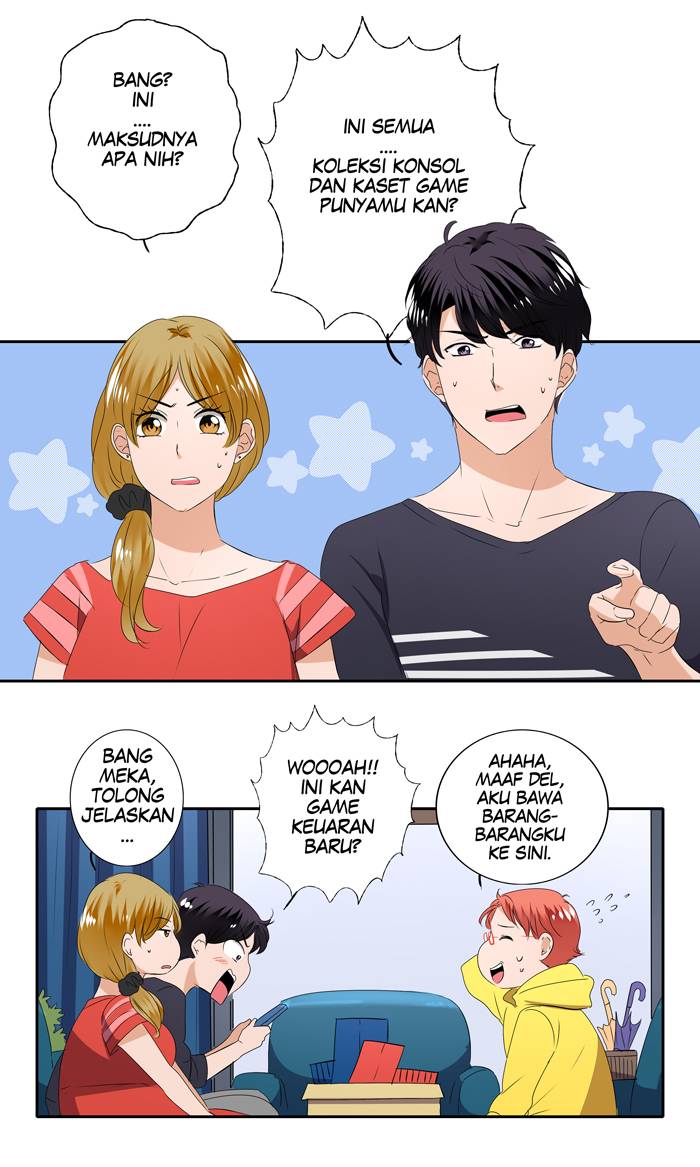 BANG?
INI
....
MAKSUDNYA
APA NIH?
INI SEMUA
....
KOLEKSI KONSOL
DAN KASET GAME
PUNYAMU KAN?
BANG
MEKA,
TOLONG
JELASKAN
...
WOOOAH!!
INI KAN
GAME
KELUARAN
BARU?
AHAHA,
MAAF DEL,
AKU BAWA
BARANG-
BARANGKU
KE SINI.